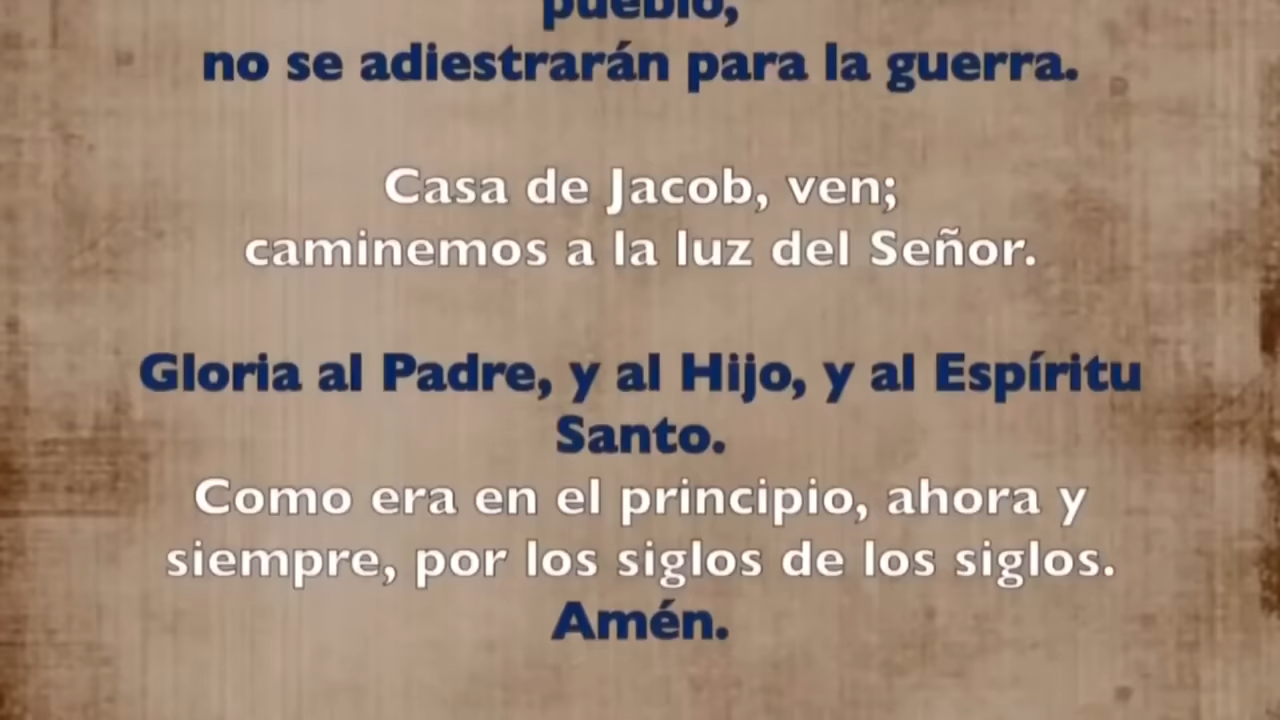 pueblo,
no se adiestrarán para la guerra.
Casa de Jacob, ven;
caminemos a la luz del Señor.
Gloria al Padre, y al Hijo, y al Espíritu
Santo.
Como era en el principio, ahora y
siempre, por los siglos de los siglos.
Amén.